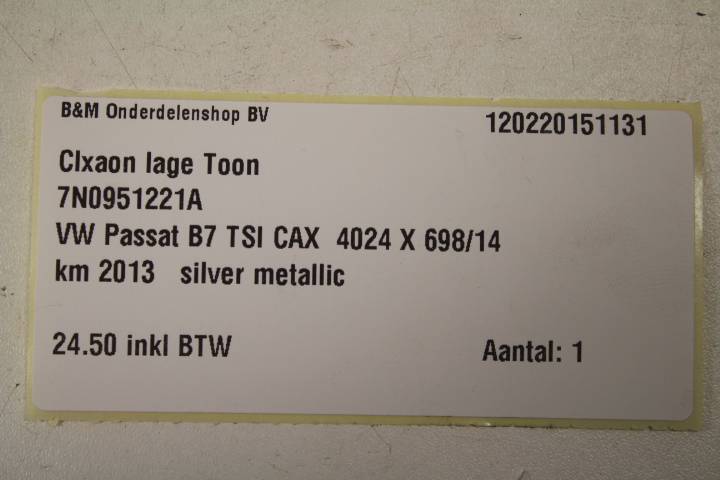 B&M Onderdelenshop BV
120220151131
Clxaon lage Toon
7N0951221A
VW Passat B7 TSI CAX 4024 X 698/14
km 2013 silver metallic
24.50 inkl BTW
Aantal: 1